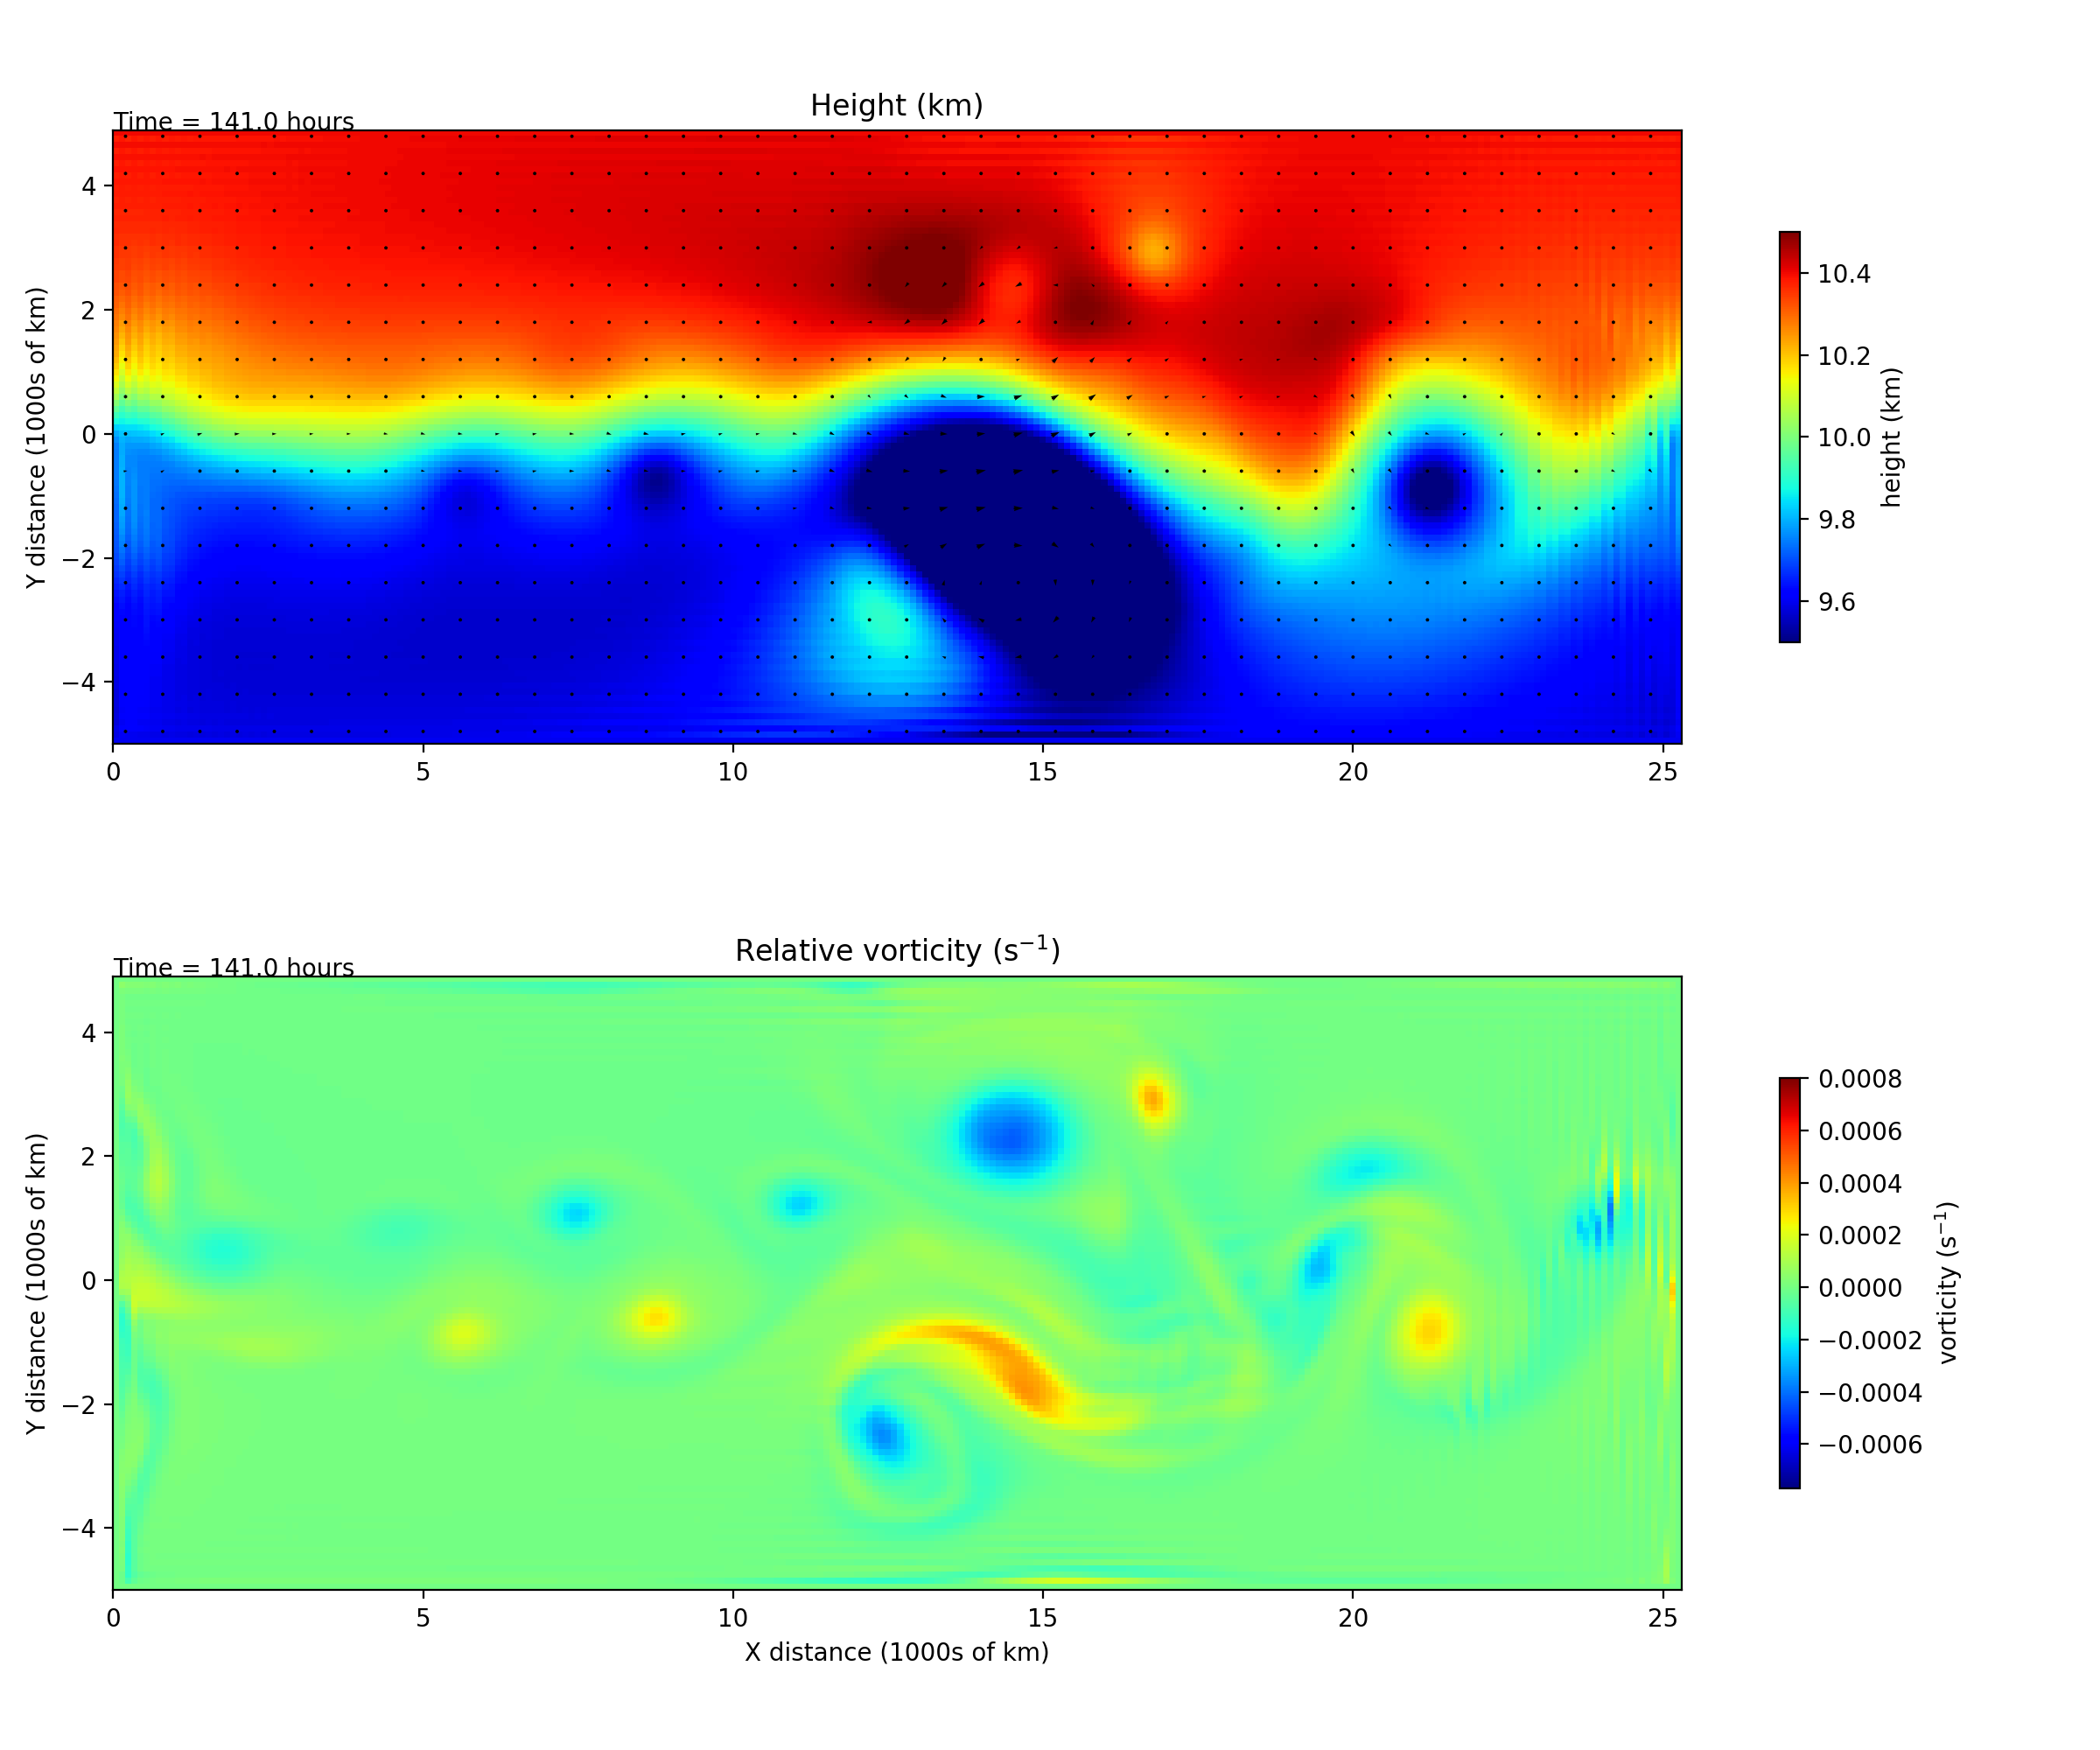 Height (km)
Time = 141.0 hours
Y distance (1000s of km)
4
2
0
−2
−4
0 5 10 15 20 25
10.4
10.2
10.0
9.8
9.6
height (km)
Relative vorticity (s⁻¹)
Time = 141.0 hours
Y distance (1000s of km)
4
2
0
−2
−4
0 5 10 15 20 25
X distance (1000s of km)
0.0008
0.0006
0.0004
0.0002
0.0000
−0.0002
−0.0004
−0.0006
vorticity (s⁻¹)